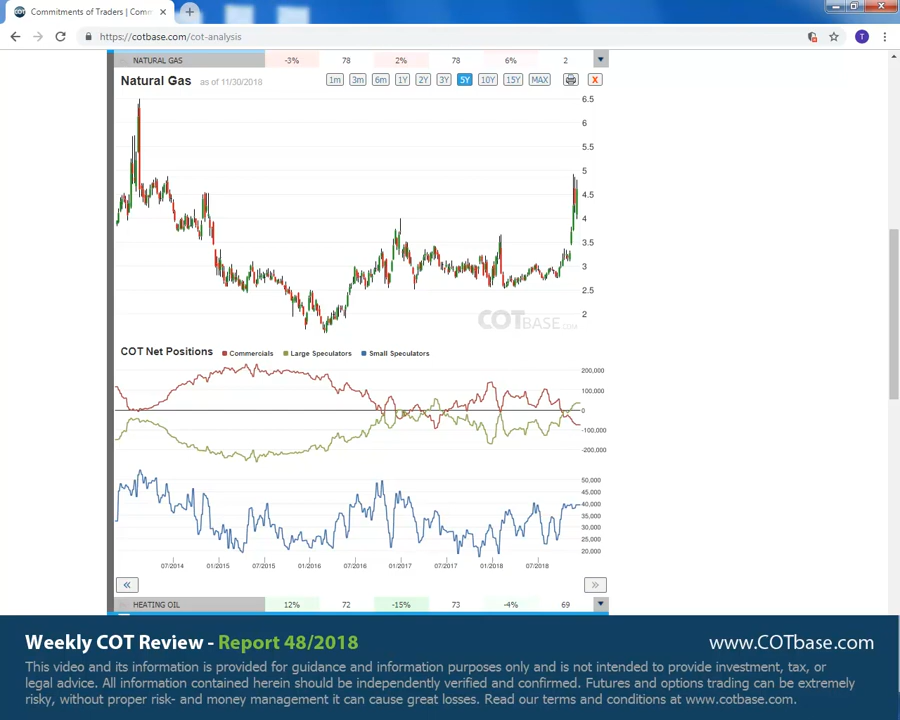 Commitments of Traders | Comm
https://cotbase.com/cot-analysis
T
NATURAL GAS -3% 78 2% 78 6% 2
Natural Gas as of 11/30/2018 1m 3m 6m 1Y 2Y 3Y 5Y 10Y 15Y MAX X
6.5
6
5.5
5
4.5
4
3.5
3
2.5
2
COTBASE.COM
COT Net Positions Commercials Large Speculators Small Speculators
200,000
100,000
0
-100,000
-200,000
50,000
45,000
40,000
35,000
30,000
25,000
20,000
07/2014 01/2015 07/2015 01/2016 07/2016 01/2017 07/2017 01/2018 07/2018
« »
HEATING OIL 12% 72 -15% 73 -4% 69
Weekly COT Review - Report 48/2018 www.COTbase.com
This video and its information is provided for guidance and information purposes only and is not intended to provide investment, tax, or
legal advice. All information contained herein should be independently verified and confirmed. Futures and options trading can be extremely
risky, without proper risk- and money management it can cause great losses. Read our terms and conditions at www.cotbase.com.